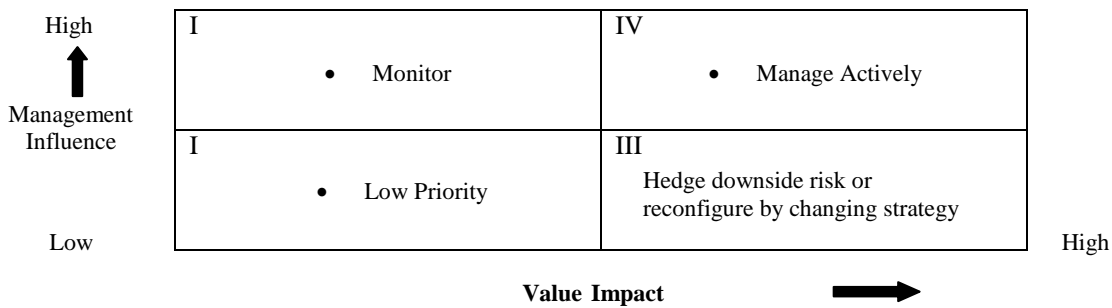 High
I
IV
• Monitor
• Manage Actively
Management
Influence
I
III
• Low Priority
Hedge downside risk or
reconfigure by changing strategy
Low
High
Value Impact